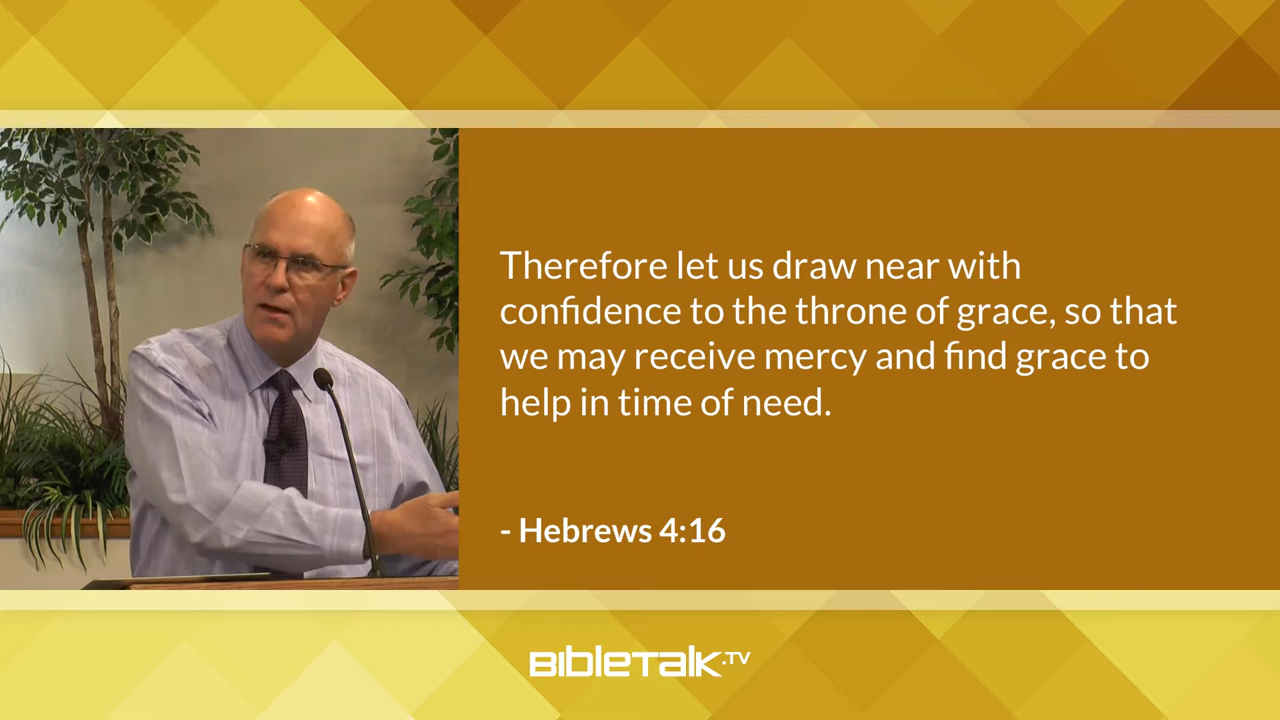 Therefore let us draw near with
confidence to the throne of grace, so that
we may receive mercy and find grace to
help in time of need.
- Hebrews 4:16
BIBLETALK.TV